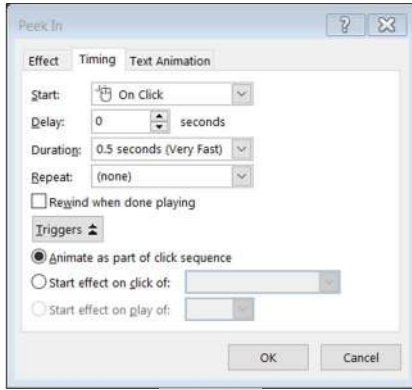 Peek In
Effect Timing Text Animation
Start: On Click
Delay: 0 seconds
Duration: 0.5 seconds (Very Fast)
Repeat: (none)
Rewind when done playing
Triggers
Animate as part of click sequence
Start effect on click of:
Start effect on play of:
OK Cancel